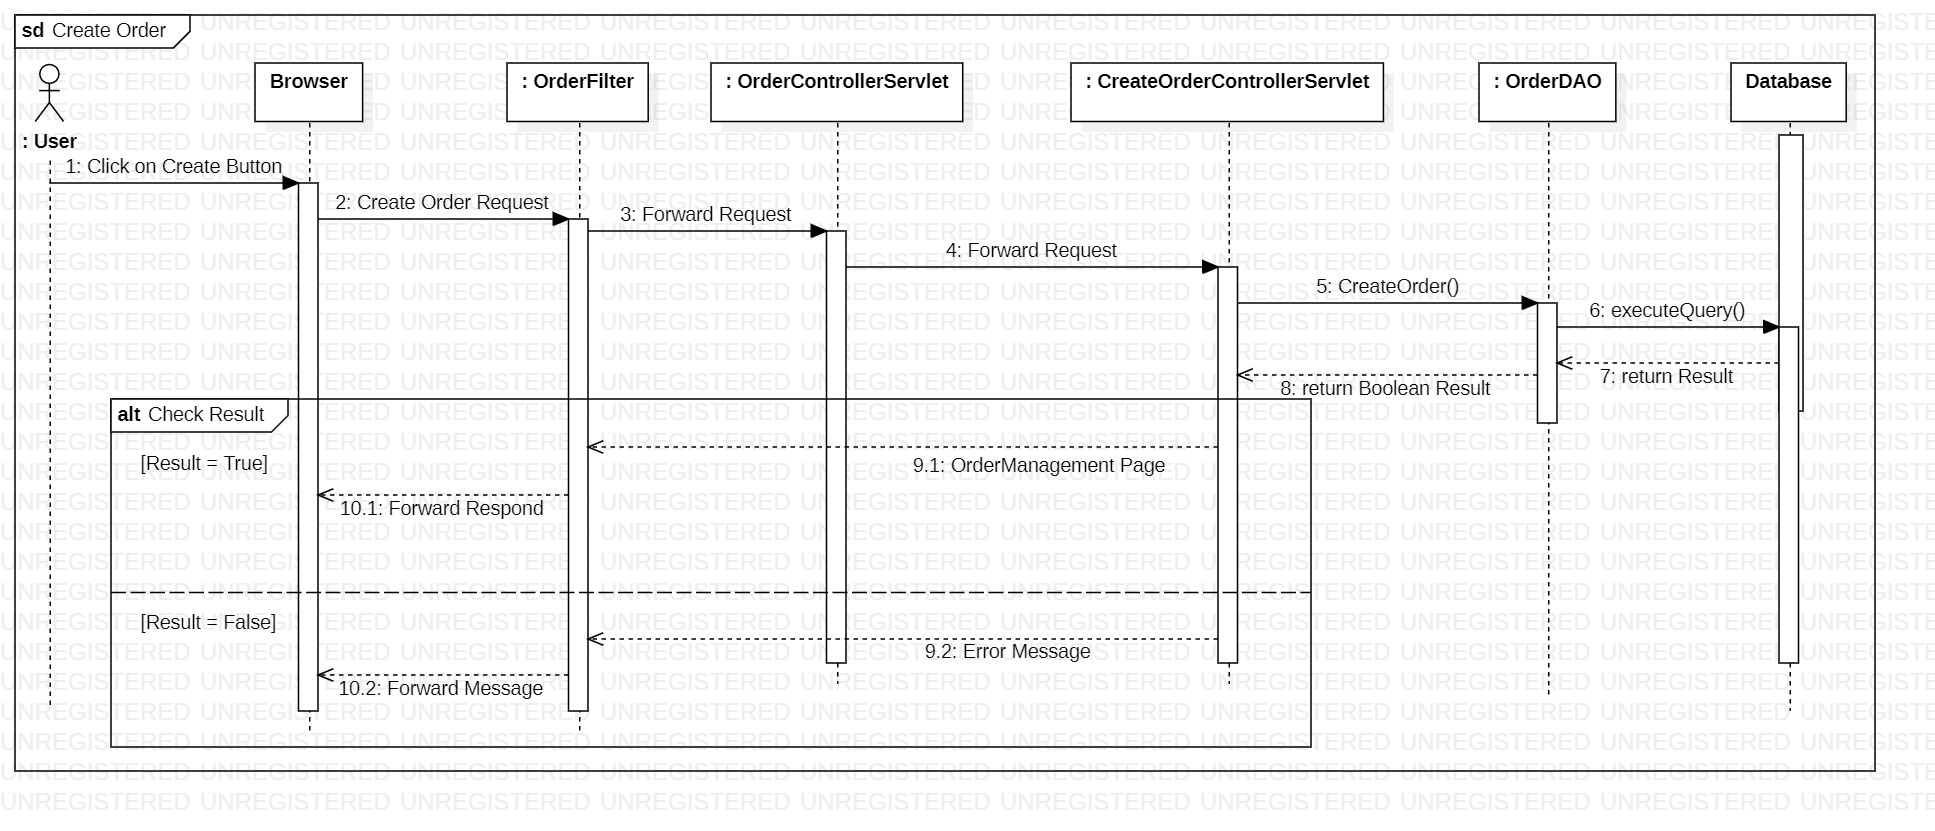 sd Create Order
: User
Browser
: OrderFilter
: OrderControllerServlet
: CreateOrderControllerServlet
: OrderDAO
Database
1: Click on Create Button
2: Create Order Request
3: Forward Request
4: Forward Request
5: CreateOrder()
6: executeQuery()
7: return Result
8: return Boolean Result
alt Check Result
[Result = True]
9.1: OrderManagement Page
10.1: Forward Respond
[Result = False]
9.2: Error Message
10.2: Forward Message
UNREGISTERED